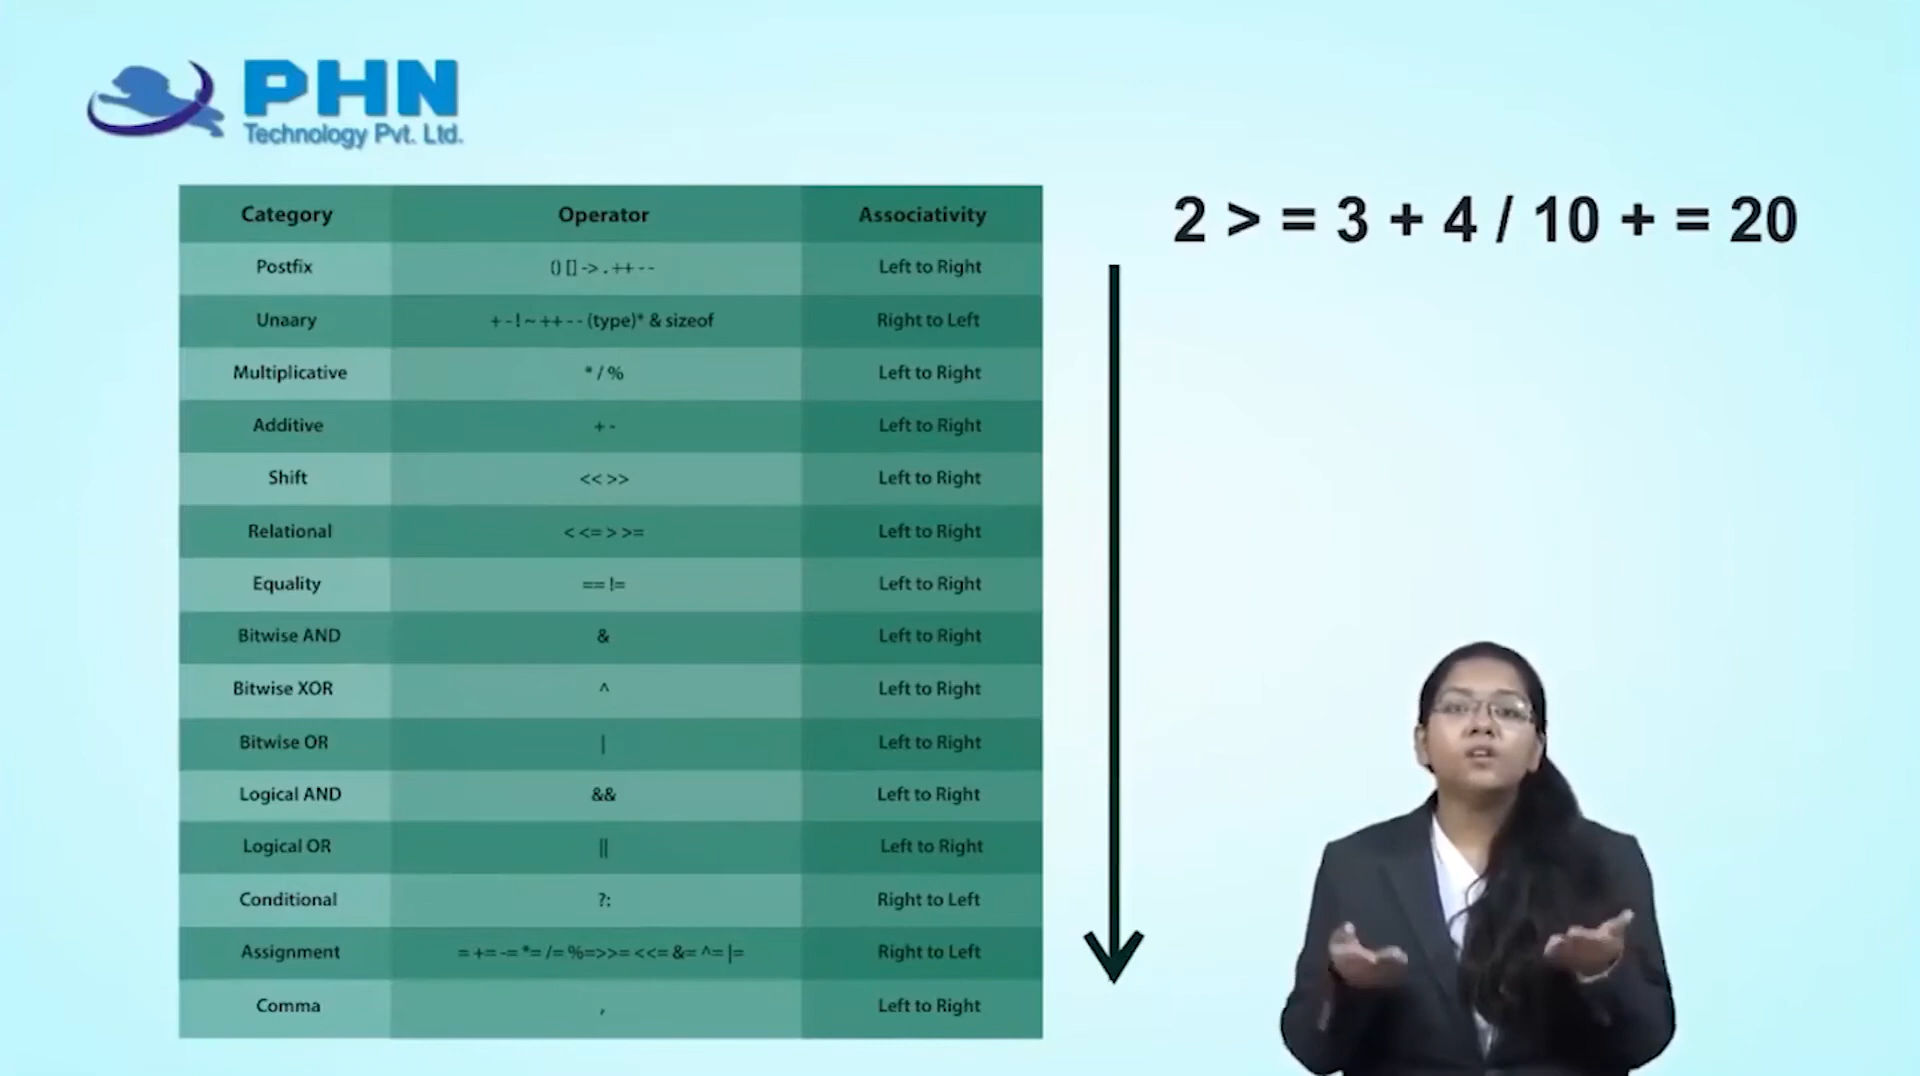 PHN
Technology Pvt. Ltd.
2 > = 3 + 4 / 10 + = 20
Category Operator Associativity
Postfix () [] -> . ++ - - Left to Right
Unaary + - ! ~ ++ - - (type)* & sizeof Right to Left
Multiplicative * / % Left to Right
Additive + - Left to Right
Shift << >> Left to Right
Relational < <= > >= Left to Right
Equality == != Left to Right
Bitwise AND & Left to Right
Bitwise XOR ^ Left to Right
Bitwise OR | Left to Right
Logical AND && Left to Right
Logical OR || Left to Right
Conditional ?: Right to Left
Assignment = += -= *= /= %=>>= <<= &= ^= |= Right to Left
Comma , Left to Right